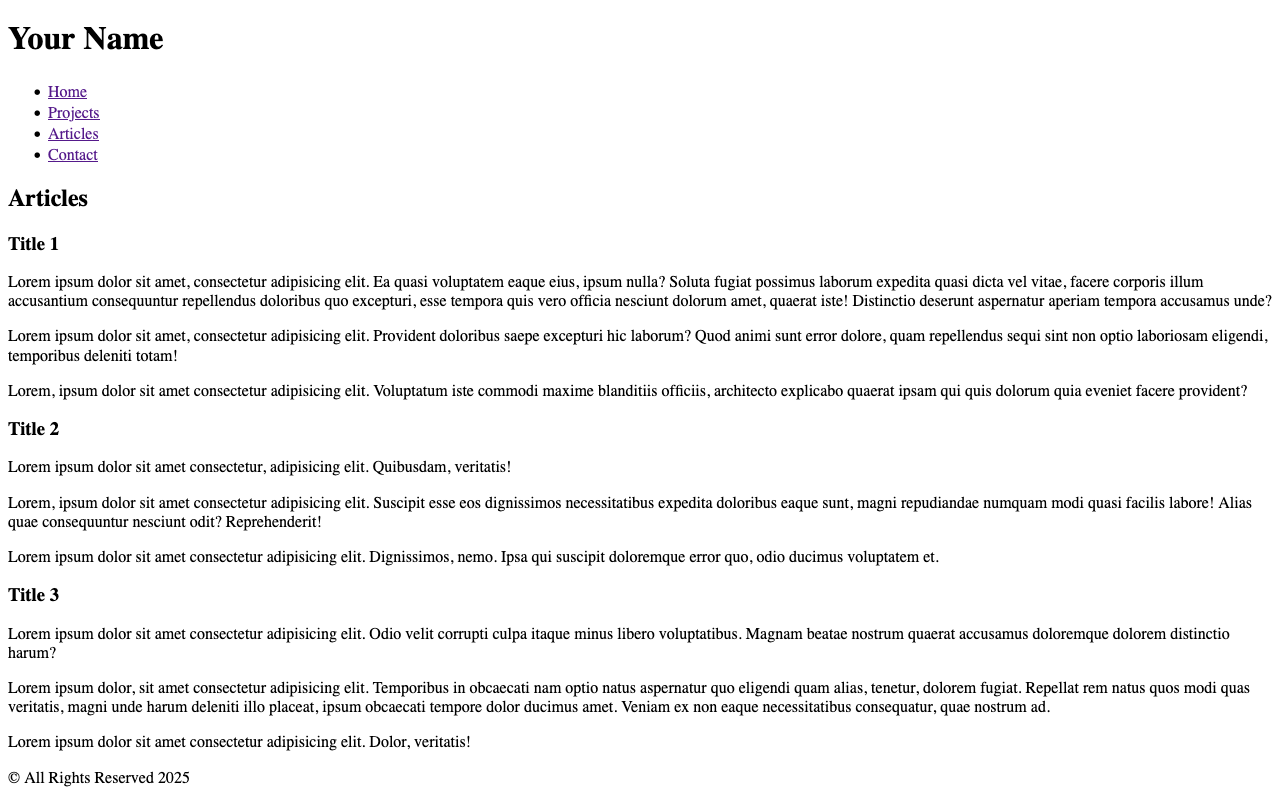 Your Name
Home
Projects
Articles
Contact
Articles
Title 1
Lorem ipsum dolor sit amet, consectetur adipisicing elit. Ea quasi voluptatem eaque eius, ipsum nulla? Soluta fugiat possimus laborum expedita quasi dicta vel vitae, facere corporis illum
accusantium consequuntur repellendus doloribus quo excepturi, esse tempora quis vero officia nesciunt dolorum amet, quaerat iste! Distinctio deserunt aspernatur aperiam tempora accusamus unde?
Lorem ipsum dolor sit amet, consectetur adipisicing elit. Provident doloribus saepe excepturi hic laborum? Quod animi sunt error dolore, quam repellendus sequi sint non optio laboriosam eligendi,
temporibus deleniti totam!
Lorem, ipsum dolor sit amet consectetur adipisicing elit. Voluptatum iste commodi maxime blanditiis officiis, architecto explicabo quaerat ipsam qui quis dolorum quia eveniet facere provident?
Title 2
Lorem ipsum dolor sit amet consectetur, adipisicing elit. Quibusdam, veritatis!
Lorem, ipsum dolor sit amet consectetur adipisicing elit. Suscipit esse eos dignissimos necessitatibus expedita doloribus eaque sunt, magni repudiandae numquam modi quasi facilis labore! Alias
quae consequuntur nesciunt odit? Reprehenderit!
Lorem ipsum dolor sit amet consectetur adipisicing elit. Dignissimos, nemo. Ipsa qui suscipit doloremque error quo, odio ducimus voluptatem et.
Title 3
Lorem ipsum dolor sit amet consectetur adipisicing elit. Odio velit corrupti culpa itaque minus libero voluptatibus. Magnam beatae nostrum quaerat accusamus doloremque dolorem distinctio
harum?
Lorem ipsum dolor, sit amet consectetur adipisicing elit. Temporibus in obcaecati nam optio natus aspernatur quo eligendi quam alias, tenetur, dolorem fugiat. Repellat rem natus quos modi quas
veritatis, magni unde harum deleniti illo placeat, ipsum obcaecati tempore dolor ducimus amet. Veniam ex non eaque necessitatibus consequatur, quae nostrum ad.
Lorem ipsum dolor sit amet consectetur adipisicing elit. Dolor, veritatis!
© All Rights Reserved 2025